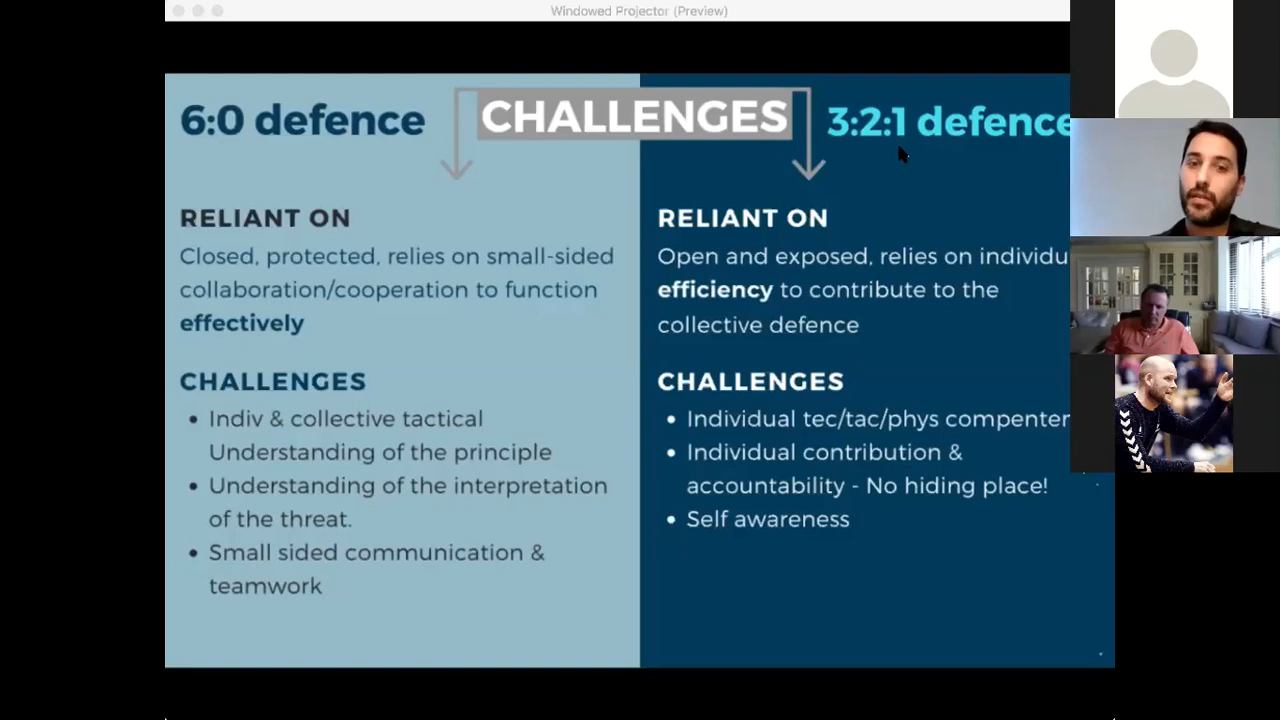 Windowed Projector (Preview)
6:0 defence
CHALLENGES
3:2:1 defence
RELIANT ON
Closed, protected, relies on small-sided
collaboration/cooperation to function
effectively
CHALLENGES
Indiv & collective tactical
Understanding of the principle
Understanding of the interpretation
of the threat.
Small sided communication &
teamwork
RELIANT ON
Open and exposed, relies on individu
efficiency to contribute to the
collective defence
CHALLENGES
Individual tec/tac/phys compenten
Individual contribution &
accountability - No hiding place!
Self awareness